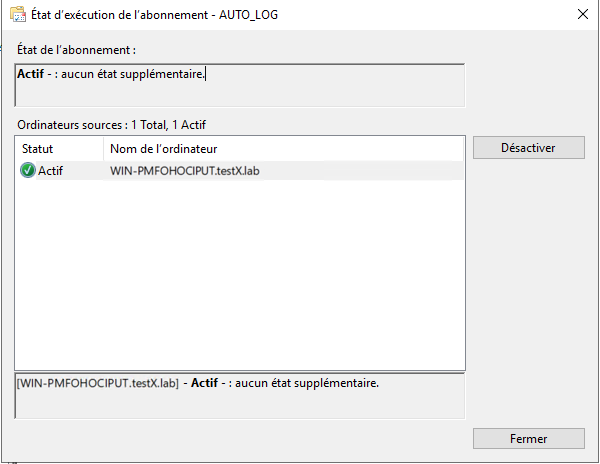 État d'exécution de l'abonnement - AUTO_LOG
État de l'abonnement :
Actif - : aucun état supplémentaire.
Ordinateurs sources : 1 Total, 1 Actif
Statut Nom de l'ordinateur
Désactiver
Actif WIN-PMFOHOCIPUT.testX.lab
[WIN-PMFOHOCIPUT.testX.lab] - Actif - : aucun état supplémentaire.
Fermer